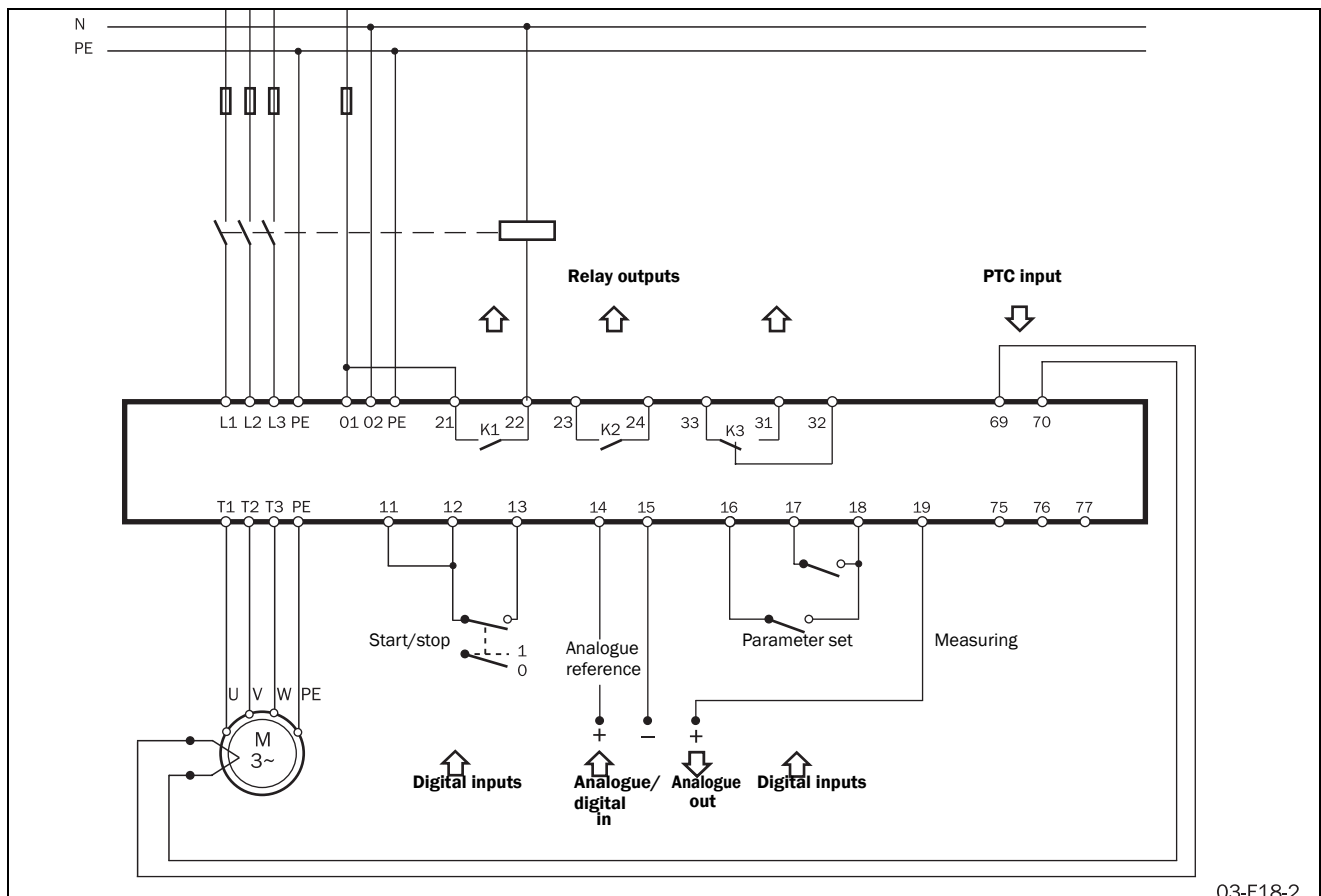 N
PE
Relay outputs
PTC input
L1 L2 L3 PE 01 02 PE 21 K1 22 23 K2 24 33 K3 31 32 69 70
T1 T2 T3 PE 11 12 13 14 15 16 17 18 19 75 76 77
Start/stop
1
0
Analogue
reference
Parameter set
Measuring
U V W PE
M
3~
+ – +
Digital inputs
Analogue/
digital
in
Analogue
out
Digital inputs
03-F18-2